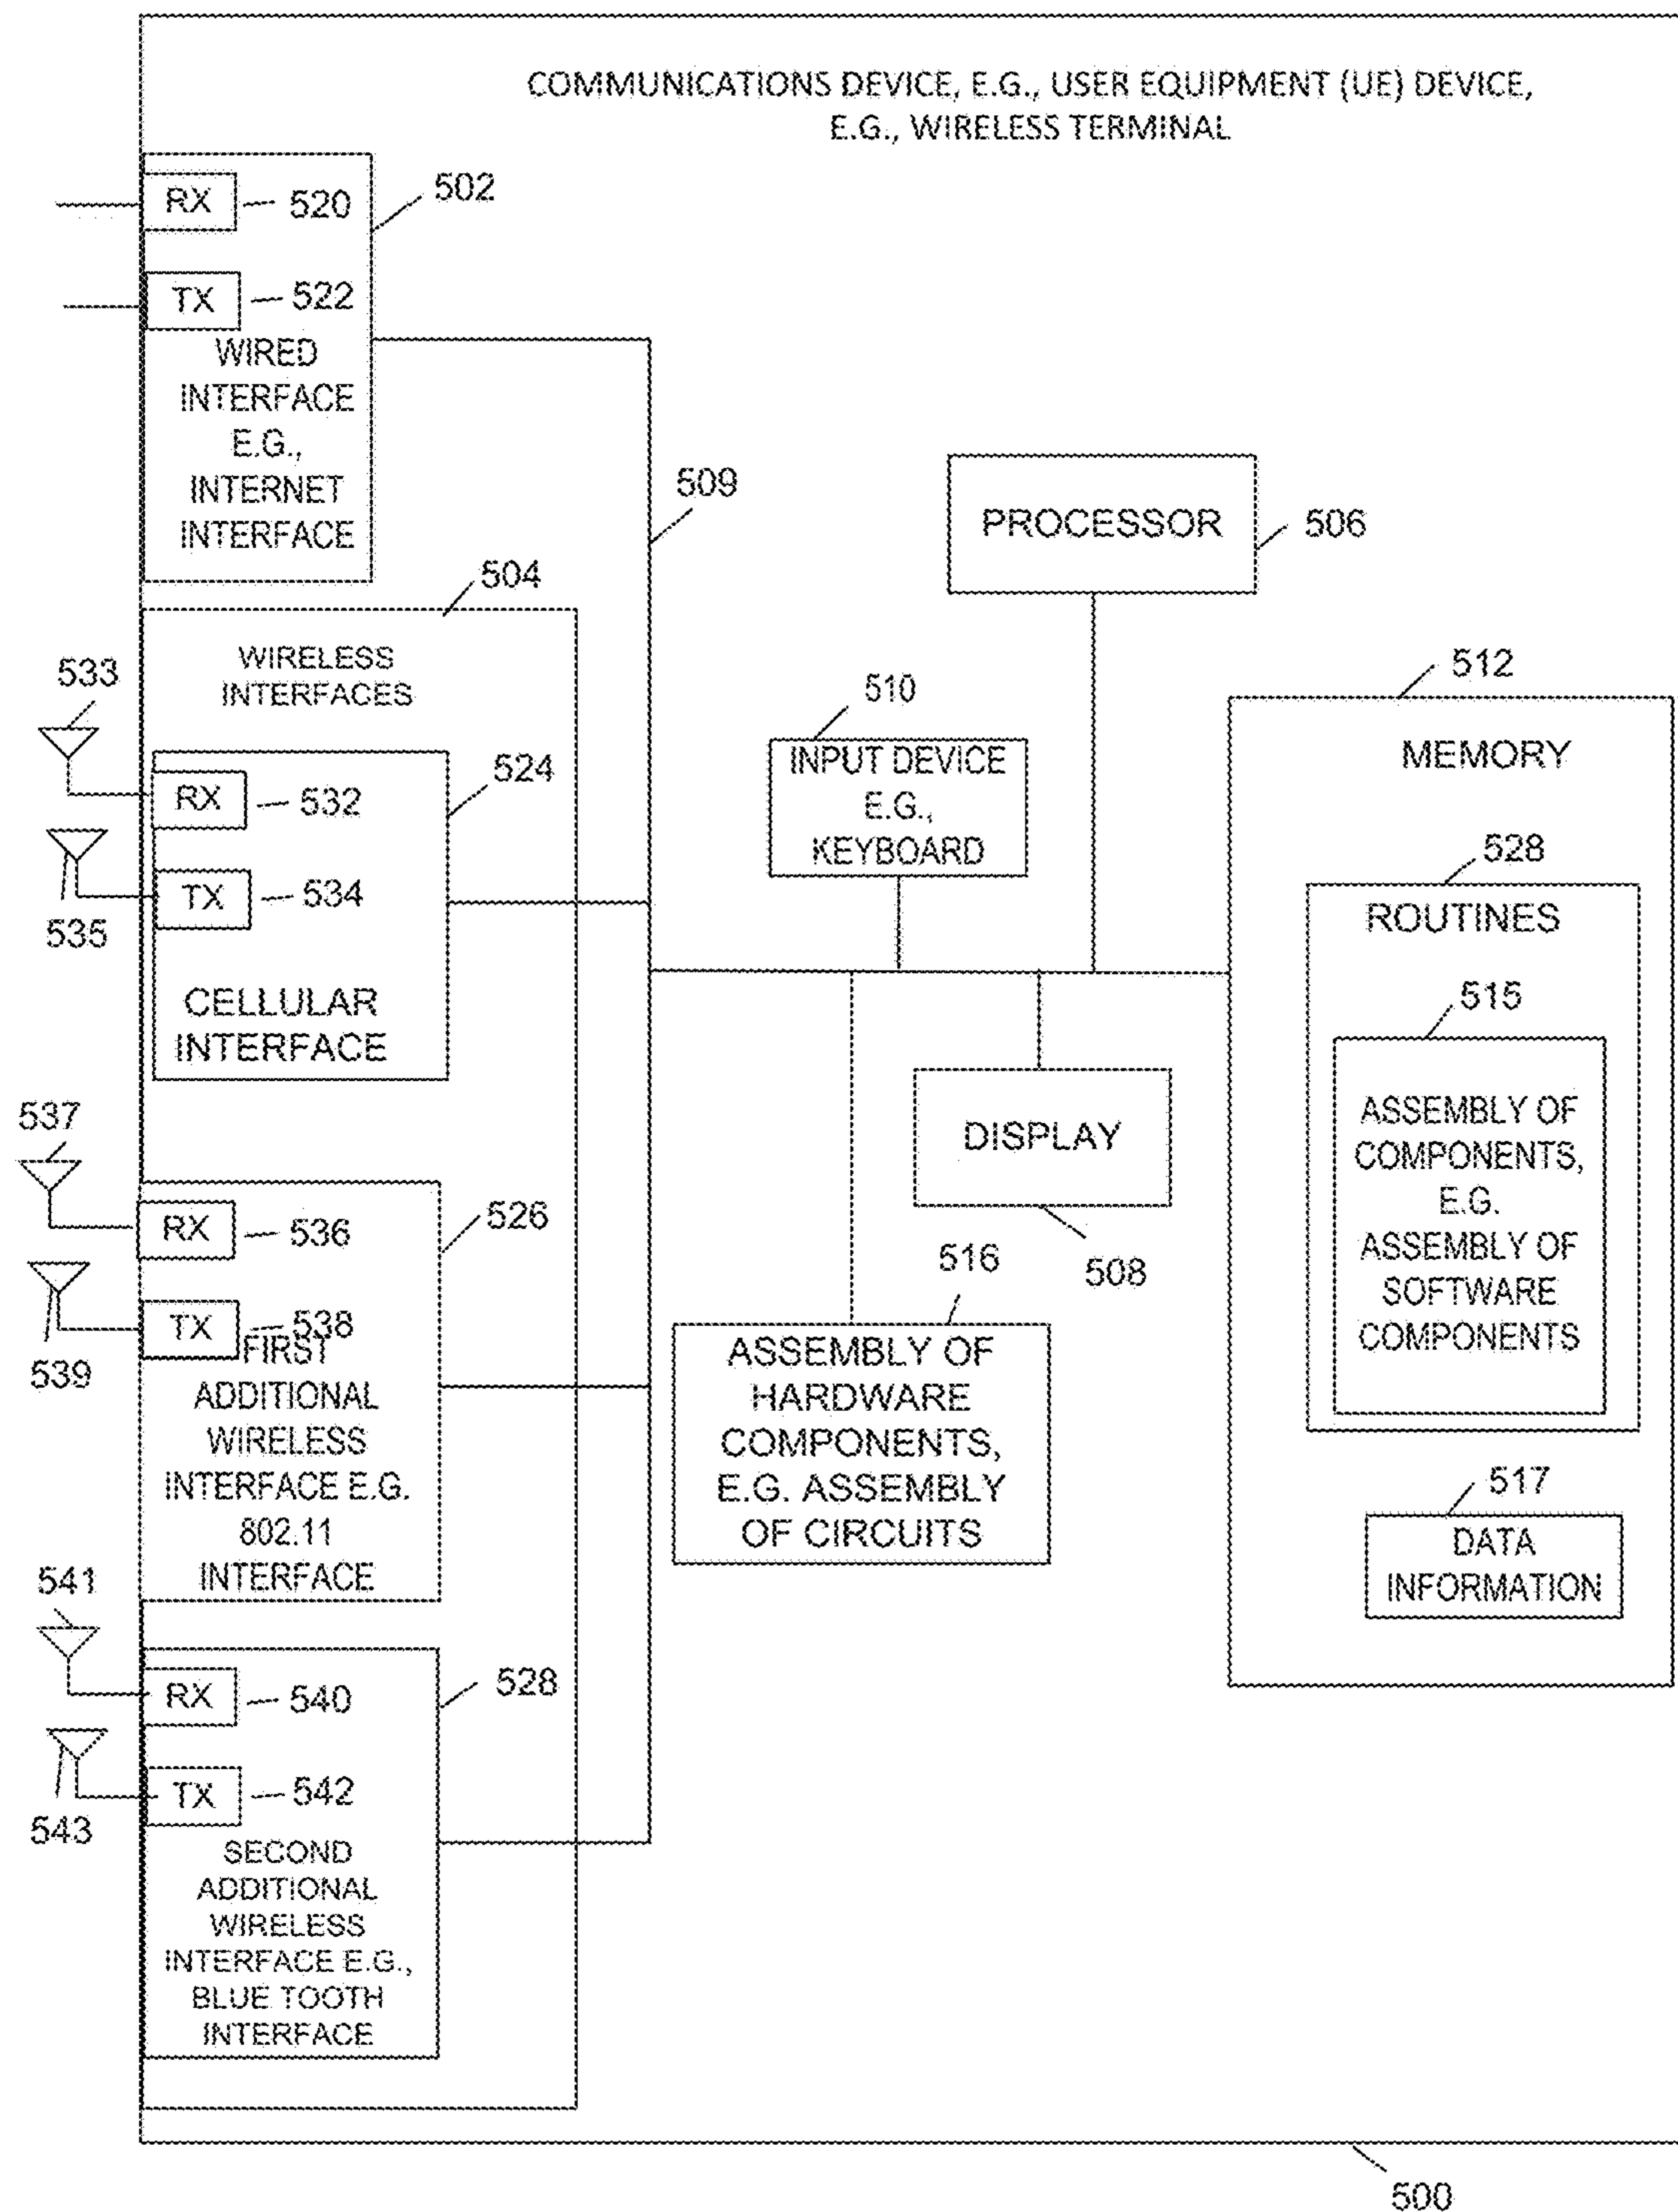 COMMUNICATIONS DEVICE, E.G., USER EQUIPMENT (UE) DEVICE,
E.G., WIRELESS TERMINAL
RX
520
502
TX
522
WIRED
INTERFACE
E.G.,
INTERNET
INTERFACE
509
PROCESSOR
506
504
WIRELESS
INTERFACES
533
RX
532
524
535
TX
534
CELLULAR
INTERFACE
510
INPUT DEVICE
E.G.,
KEYBOARD
512
MEMORY
528
ROUTINES
515
ASSEMBLY OF
COMPONENTS,
E.G.
ASSEMBLY OF
SOFTWARE
COMPONENTS
517
DATA
INFORMATION
DISPLAY
508
516
ASSEMBLY OF
HARDWARE
COMPONENTS,
E.G. ASSEMBLY
OF CIRCUITS
537
RX
536
526
539
TX
538
FIRST
ADDITIONAL
WIRELESS
INTERFACE E.G.
802.11
INTERFACE
541
RX
540
528
543
TX
542
SECOND
ADDITIONAL
WIRELESS
INTERFACE E.G.,
BLUE TOOTH
INTERFACE
500